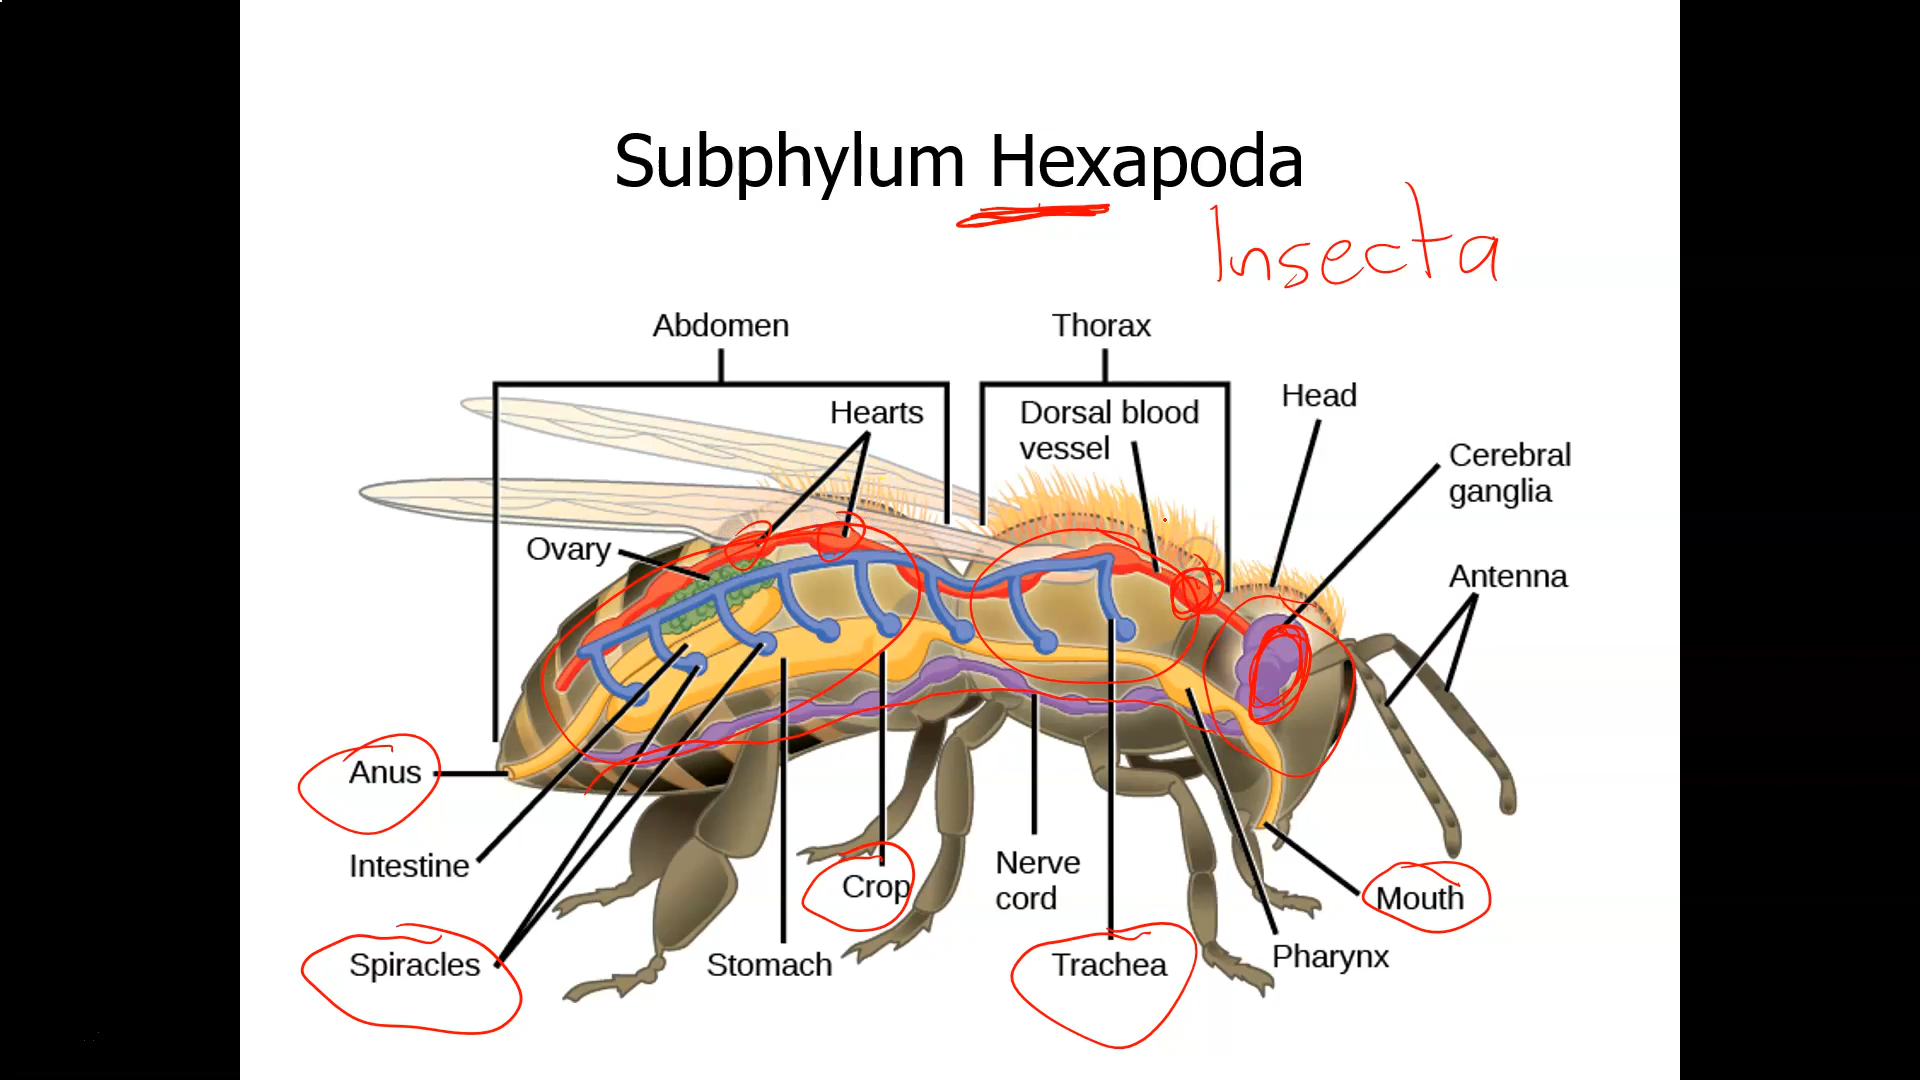 Subphylum Hexapoda
Insecta
Abdomen
Thorax
Head
Hearts
Dorsal blood
vessel
Cerebral
ganglia
Ovary
Antenna
Anus
Intestine
Crop
Nerve
cord
Mouth
Spiracles
Stomach
Trachea
Pharynx